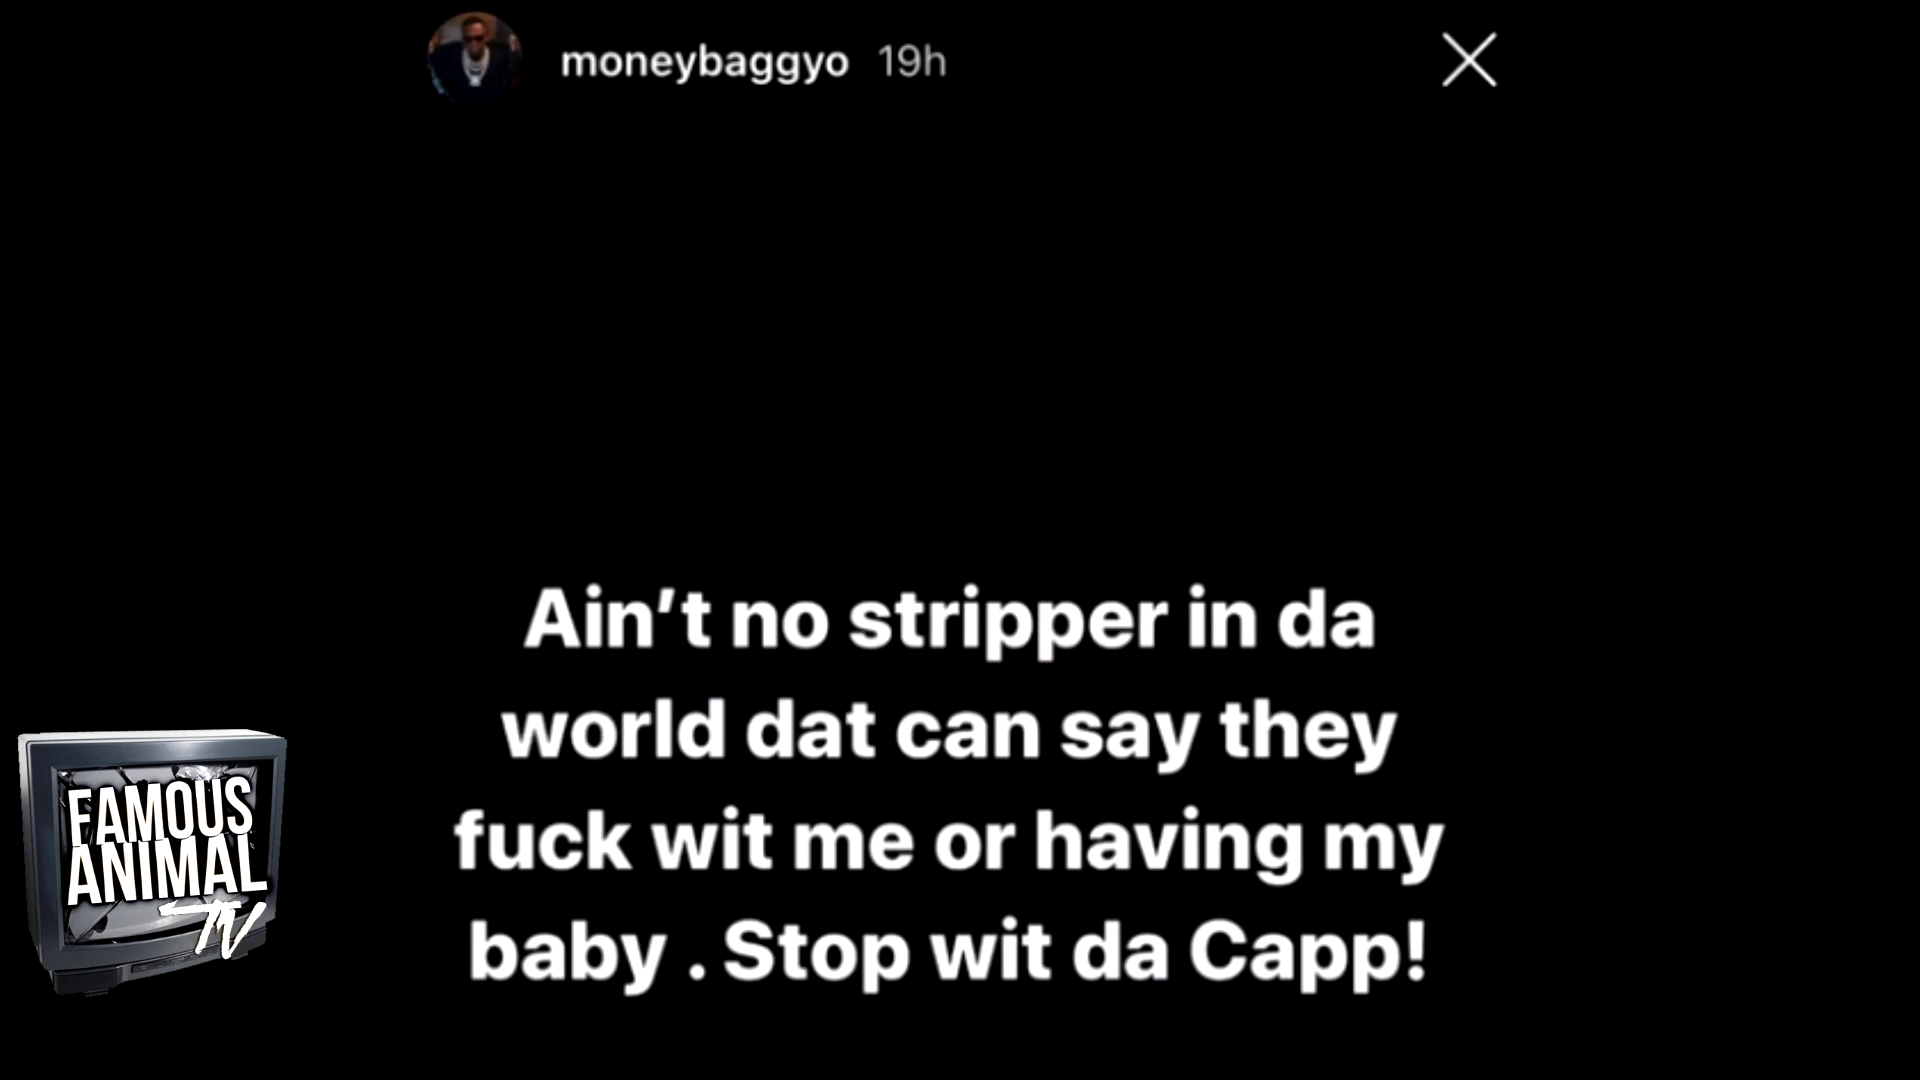 moneybaggyo 19h
Ain’t no stripper in da
world dat can say they
fuck wit me or having my
baby . Stop wit da Capp!
FAMOUS
ANIMAL
TV